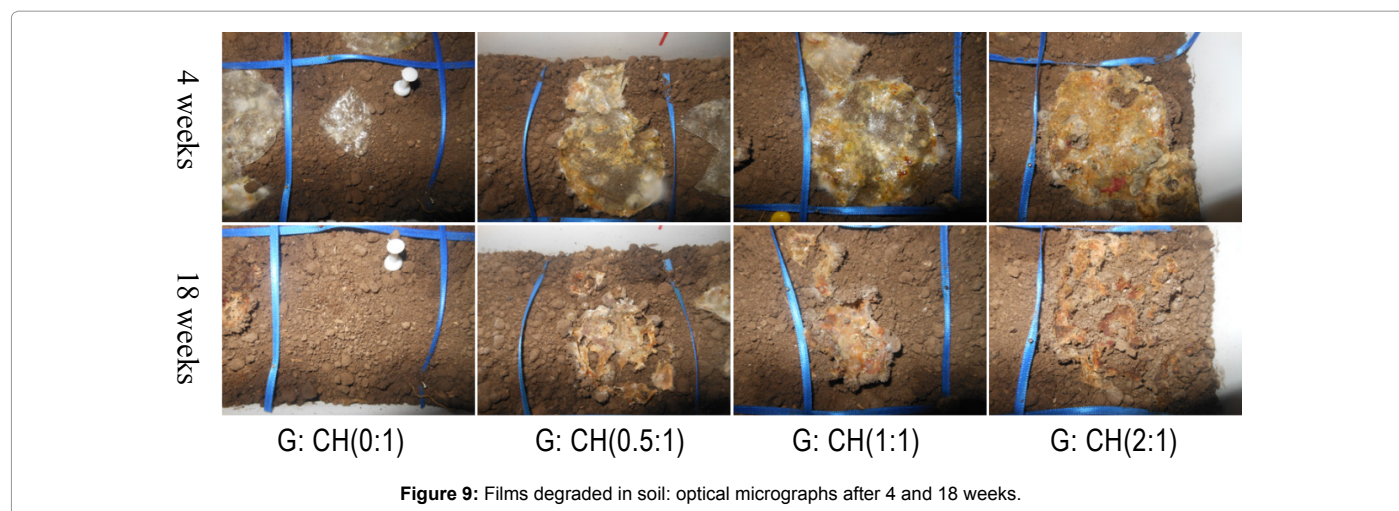 4 weeks
18 weeks
G: CH(0:1) G: CH(0.5:1) G: CH(1:1) G: CH(2:1)
Figure 9: Films degraded in soil: optical micrographs after 4 and 18 weeks.